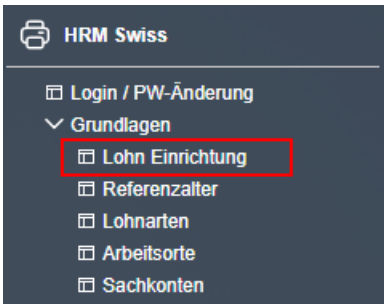 HRM Swiss
Login / PW-Änderung
Grundlagen
Lohn Einrichtung
Referenzalter
Lohnarten
Arbeitsorte
Sachkonten